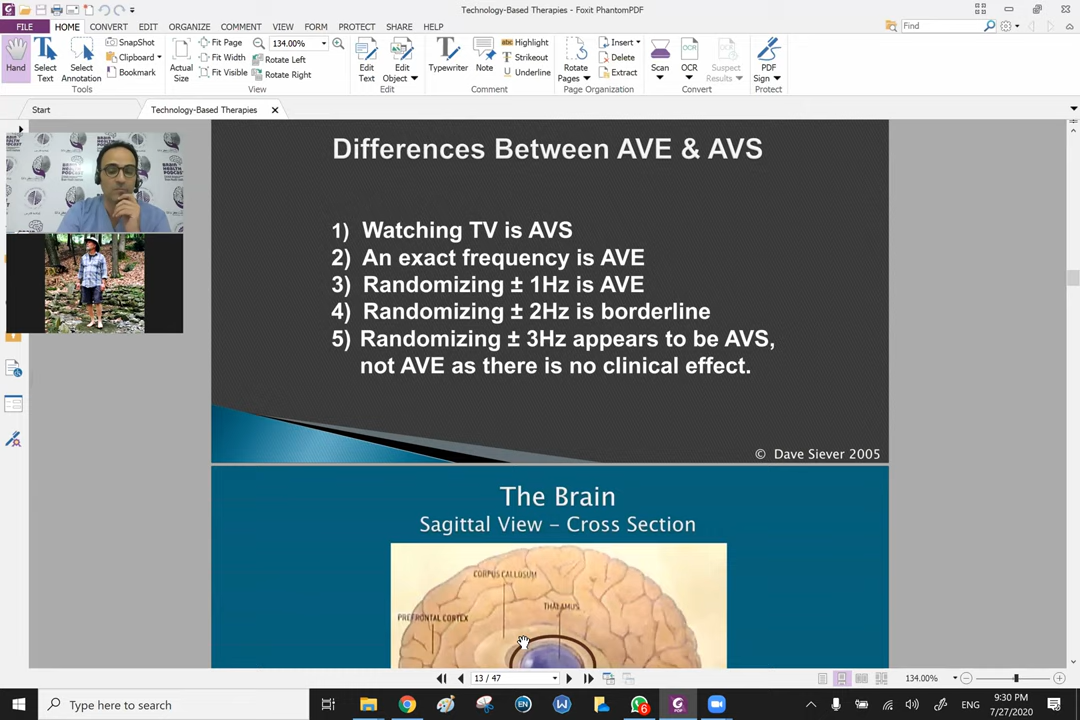 Technology-Based Therapies - Foxit PhantomPDF
FILE HOME CONVERT EDIT ORGANIZE COMMENT VIEW FORM PROTECT SHARE HELP
Find
Hand
Select Text
Select Annotation
SnapShot
Clipboard
Bookmark
Tools
Actual Size
Fit Page
Fit Width
Fit Visible
134.00%
Rotate Left
Rotate Right
View
Edit Text
Edit Object
Edit
Typewriter
Note
Highlight
Strikeout
Underline
Comment
Rotate Pages
Insert
Delete
Extract
Page Organization
Scan
OCR
Suspect Results
Convert
PDF Sign
Protect
Start
Technology-Based Therapies
Differences Between AVE & AVS
1) Watching TV is AVS
2) An exact frequency is AVE
3) Randomizing ± 1Hz is AVE
4) Randomizing ± 2Hz is borderline
5) Randomizing ± 3Hz appears to be AVS,
not AVE as there is no clinical effect.
© Dave Siever 2005
The Brain
Sagittal View – Cross Section
CORPUS CALLOSUM
THALAMUS
PREFRONTAL CORTEX
13 / 47
134.00%
Type here to search
EN
6
ENG
9:30 PM
7/27/2020